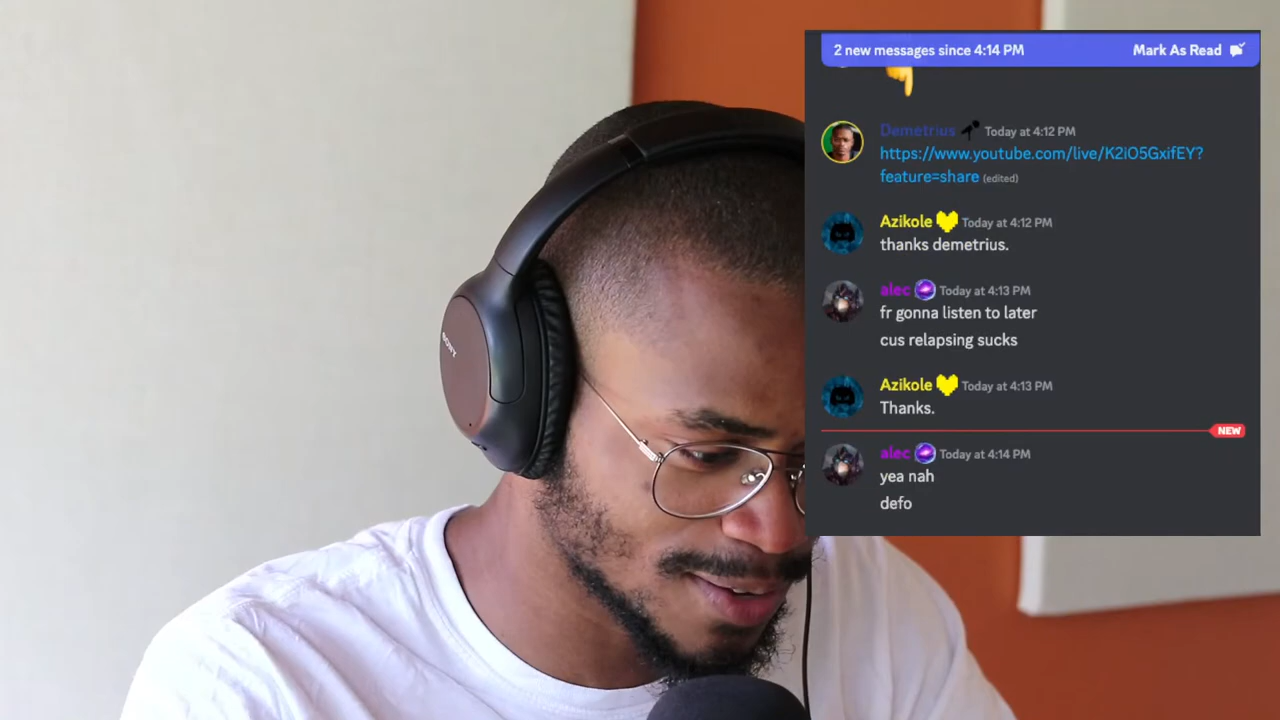 2 new messages since 4:14 PM Mark As Read
Demetrius Today at 4:12 PM
https://www.youtube.com/live/K2iO5GxifEY?
feature=share (edited)
Azikole Today at 4:12 PM
thanks demetrius.
alec Today at 4:13 PM
fr gonna listen to later
cus relapsing sucks
Azikole Today at 4:13 PM
Thanks.
NEW
alec Today at 4:14 PM
yea nah
defo
SONY